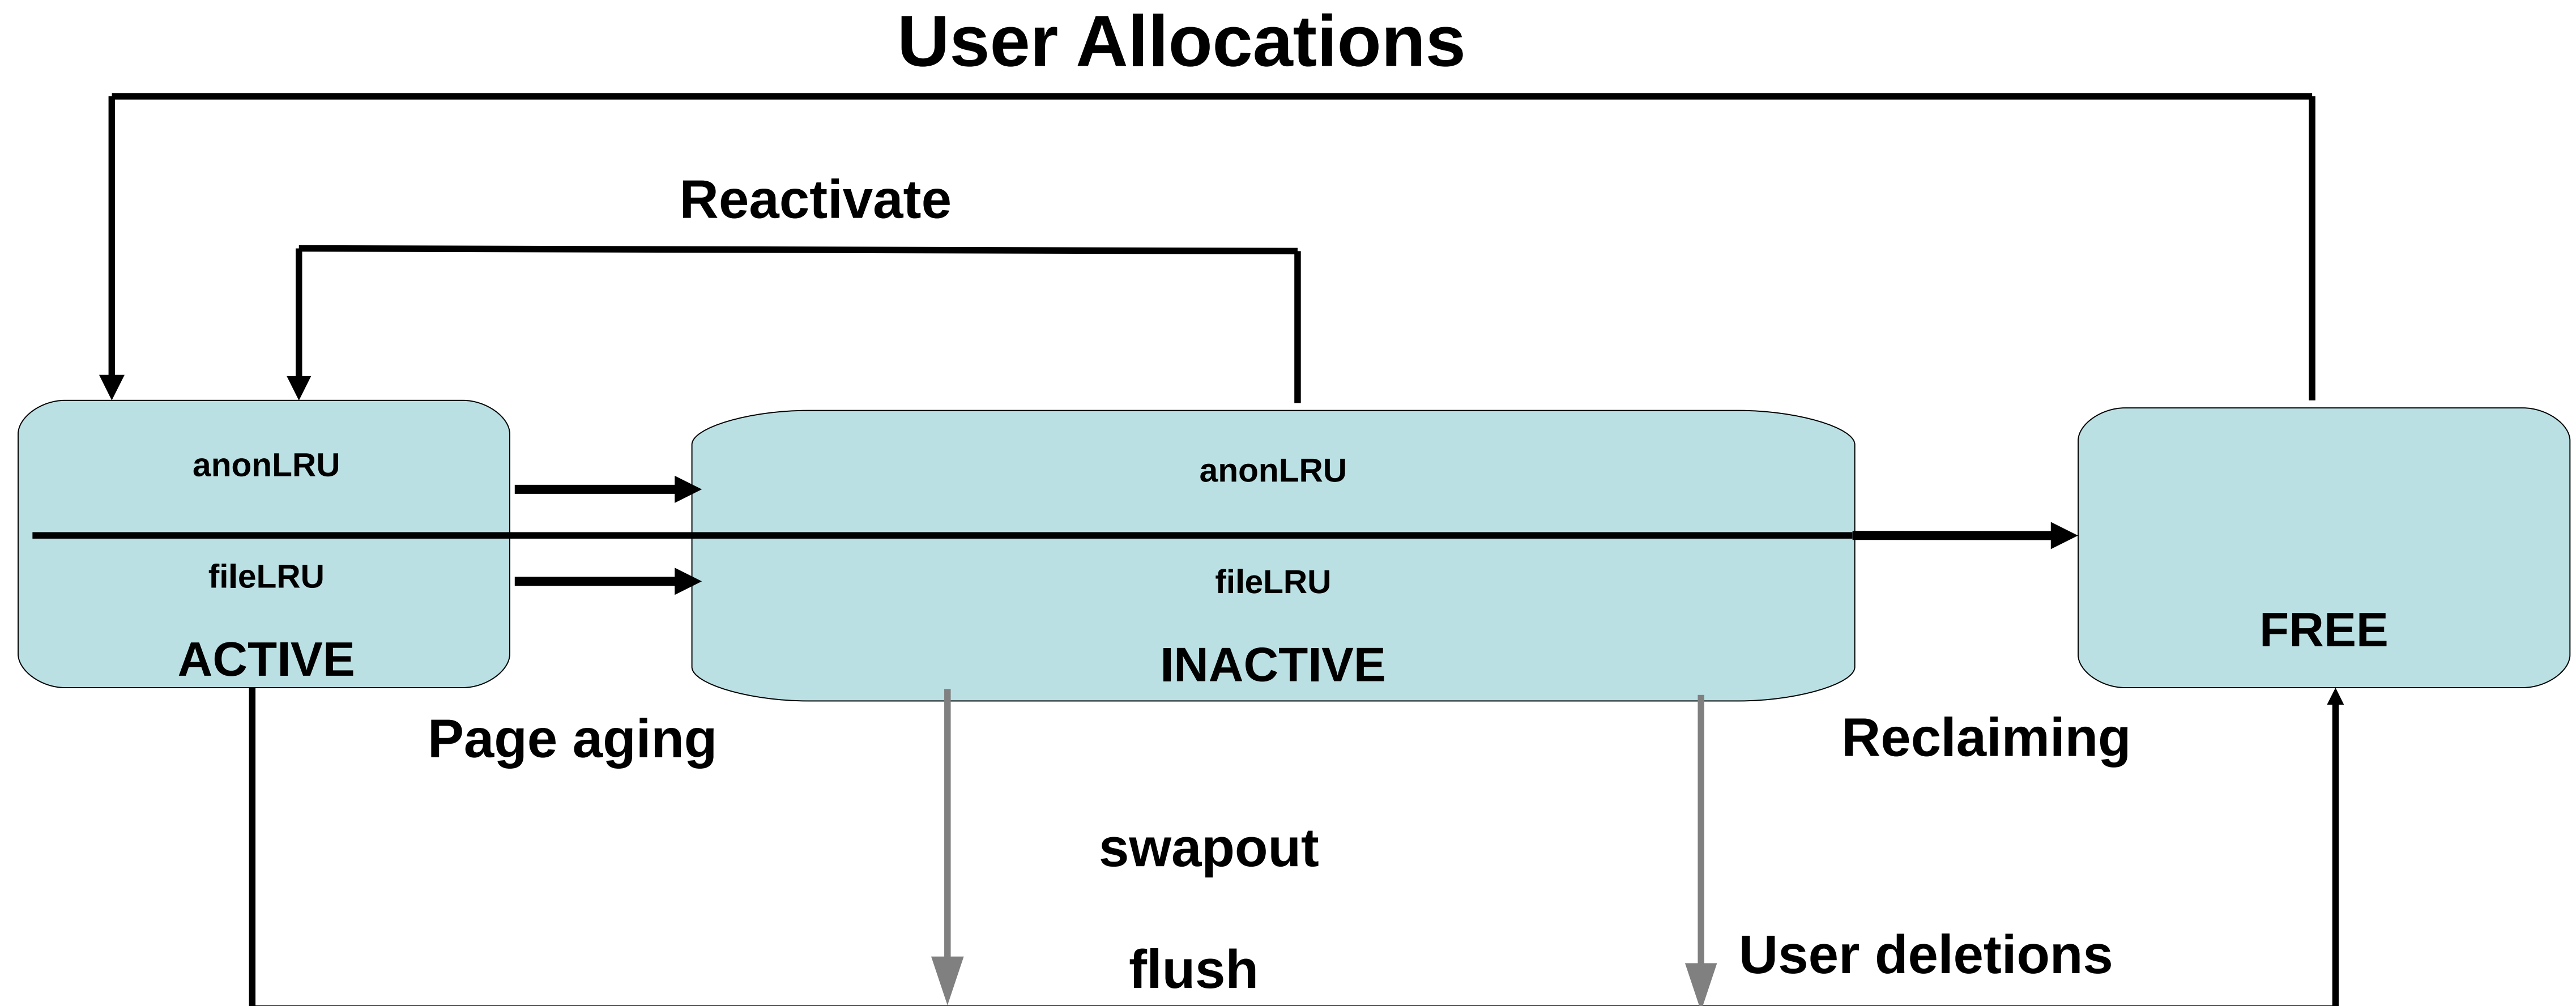 User Allocations
Reactivate
anonLRU
fileLRU
ACTIVE
anonLRU
fileLRU
INACTIVE
FREE
Page aging
Reclaiming
swapout
flush
User deletions